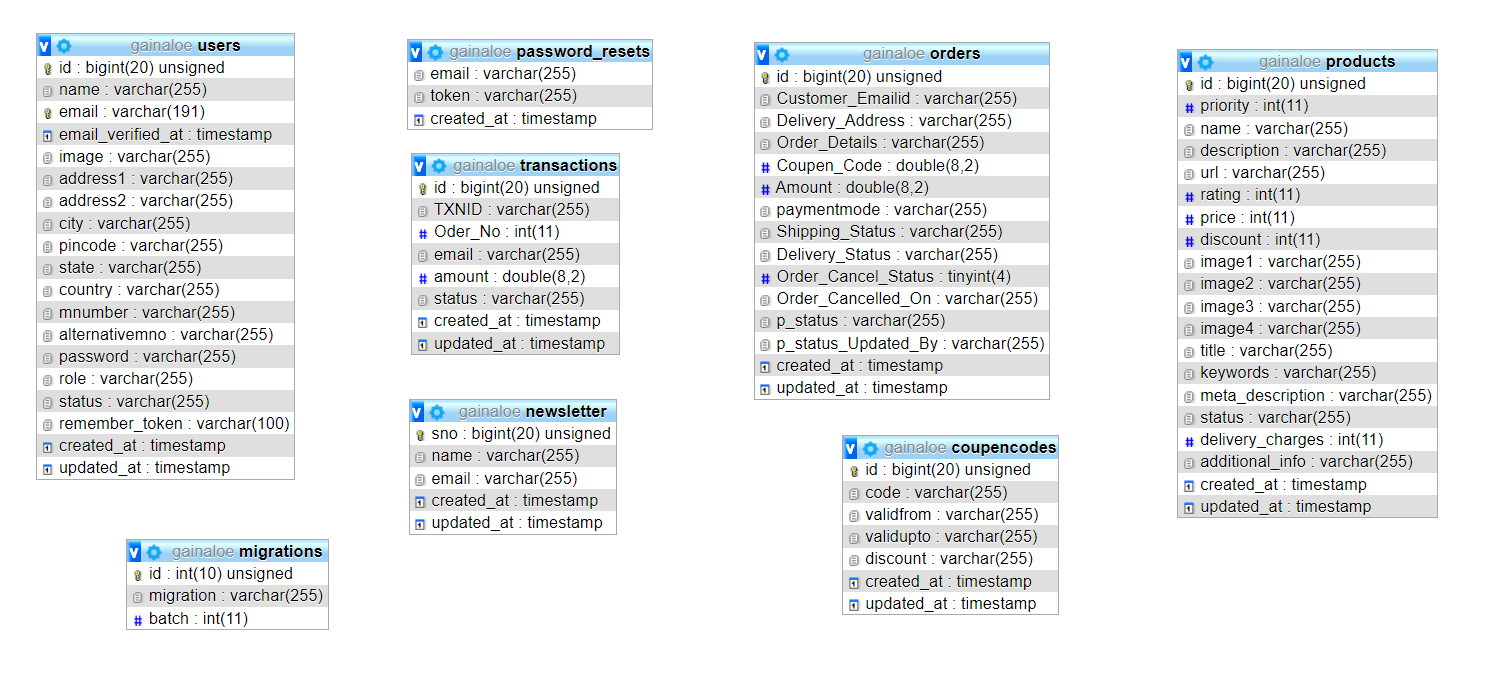 gainaloe users
id : bigint(20) unsigned
name : varchar(255)
email : varchar(191)
email_verified_at : timestamp
image : varchar(255)
address1 : varchar(255)
address2 : varchar(255)
city : varchar(255)
pincode : varchar(255)
state : varchar(255)
country : varchar(255)
mnumber : varchar(255)
alternativemno : varchar(255)
password : varchar(255)
role : varchar(255)
status : varchar(255)
remember_token : varchar(100)
created_at : timestamp
updated_at : timestamp
gainaloe migrations
id : int(10) unsigned
migration : varchar(255)
batch : int(11)
gainaloe password_resets
email : varchar(255)
token : varchar(255)
created_at : timestamp
gainaloe transactions
id : bigint(20) unsigned
TXNID : varchar(255)
Oder_No : int(11)
email : varchar(255)
amount : double(8,2)
status : varchar(255)
created_at : timestamp
updated_at : timestamp
gainaloe newsletter
sno : bigint(20) unsigned
name : varchar(255)
email : varchar(255)
created_at : timestamp
updated_at : timestamp
gainaloe orders
id : bigint(20) unsigned
Customer_Emailid : varchar(255)
Delivery_Address : varchar(255)
Order_Details : varchar(255)
Coupen_Code : double(8,2)
Amount : double(8,2)
paymentmode : varchar(255)
Shipping_Status : varchar(255)
Delivery_Status : varchar(255)
Order_Cancel_Status : tinyint(4)
Order_Cancelled_On : varchar(255)
p_status : varchar(255)
p_status_Updated_By : varchar(255)
created_at : timestamp
updated_at : timestamp
gainaloe coupencodes
id : bigint(20) unsigned
code : varchar(255)
validfrom : varchar(255)
validupto : varchar(255)
discount : varchar(255)
created_at : timestamp
updated_at : timestamp
gainaloe products
id : bigint(20) unsigned
priority : int(11)
name : varchar(255)
description : varchar(255)
url : varchar(255)
rating : int(11)
price : int(11)
discount : int(11)
image1 : varchar(255)
image2 : varchar(255)
image3 : varchar(255)
image4 : varchar(255)
title : varchar(255)
keywords : varchar(255)
meta_description : varchar(255)
status : varchar(255)
delivery_charges : int(11)
additional_info : varchar(255)
created_at : timestamp
updated_at : timestamp